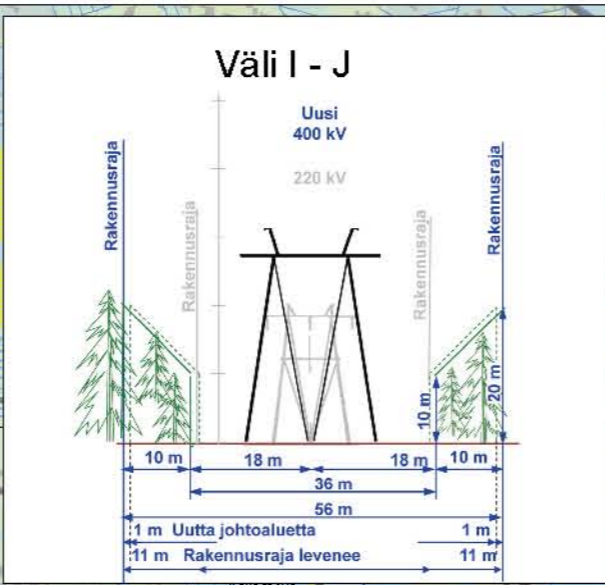 Väli I - J
Uusi
400 kV
220 kV
Rakennusraja
Rakennusraja
Rakennusraja
Rakennusraja
10 m
20 m
10 m
18 m
18 m
10 m
36 m
56 m
1 m Uutta johtoaluetta 1 m
11 m Rakennusraja levenee 11 m